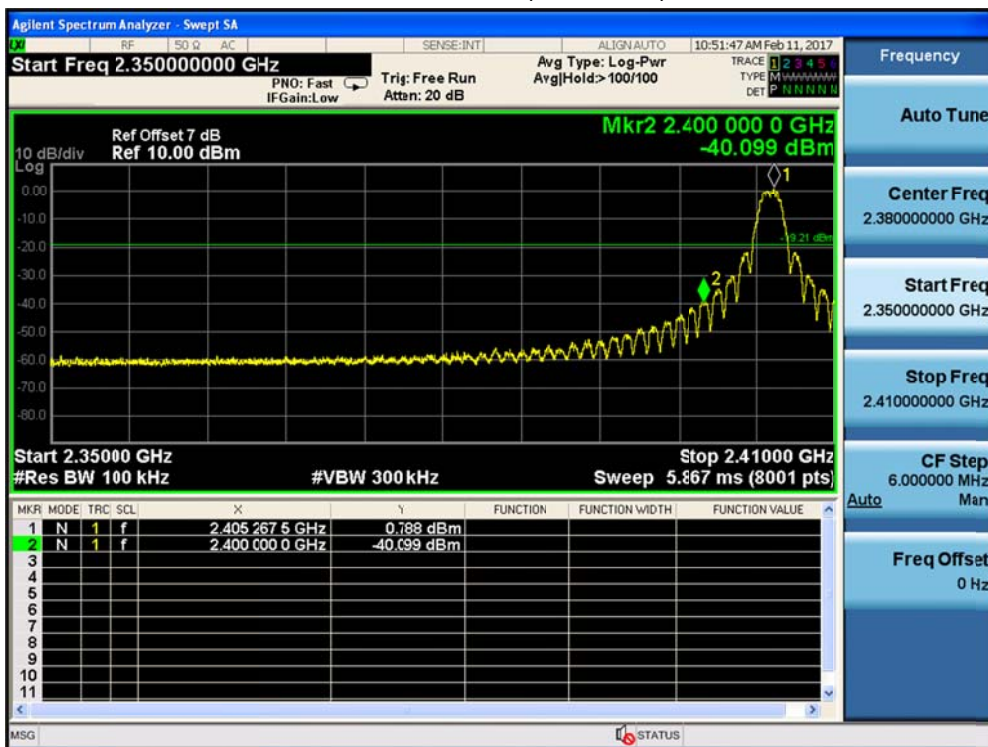 Agilent Spectrum Analyzer - Swept SA
LXI RF 50 Ω AC SENSE:INT ALIGN AUTO 10:51:47 AM Feb 11, 2017
Start Freq 2.350000000 GHz
PNO: Fast
IFGain:Low
Trig: Free Run
Atten: 20 dB
Avg Type: Log-Pwr
Avg|Hold:>100/100
TRACE 1 2 3 4 5 6
TYPE M WWWWW
DET P N N N N N
Frequency
Auto Tune
Center Freq
2.380000000 GHz
Start Freq
2.350000000 GHz
Stop Freq
2.410000000 GHz
CF Step
6.000000 MHz
Auto Man
Freq Offset
0 Hz
Mkr2 2.400 000 0 GHz
-40.099 dBm
Ref Offset 7 dB
10 dB/div Ref 10.00 dBm
Log
0.00
-10.0
-20.0
-30.0
-40.0
-50.0
-60.0
-70.0
-80.0
1
2
-19.21 dBm
Start 2.35000 GHz Stop 2.41000 GHz
#Res BW 100 kHz #VBW 300 kHz Sweep 5.867 ms (8001 pts)
MKR MODE TRC SCL X Y FUNCTION FUNCTION WIDTH FUNCTION VALUE
1 N 1 f 2.405 267 5 GHz 0.788 dBm
2 N 1 f 2.400 000 0 GHz -40.099 dBm
3
4
5
6
7
8
9
10
11
MSG STATUS